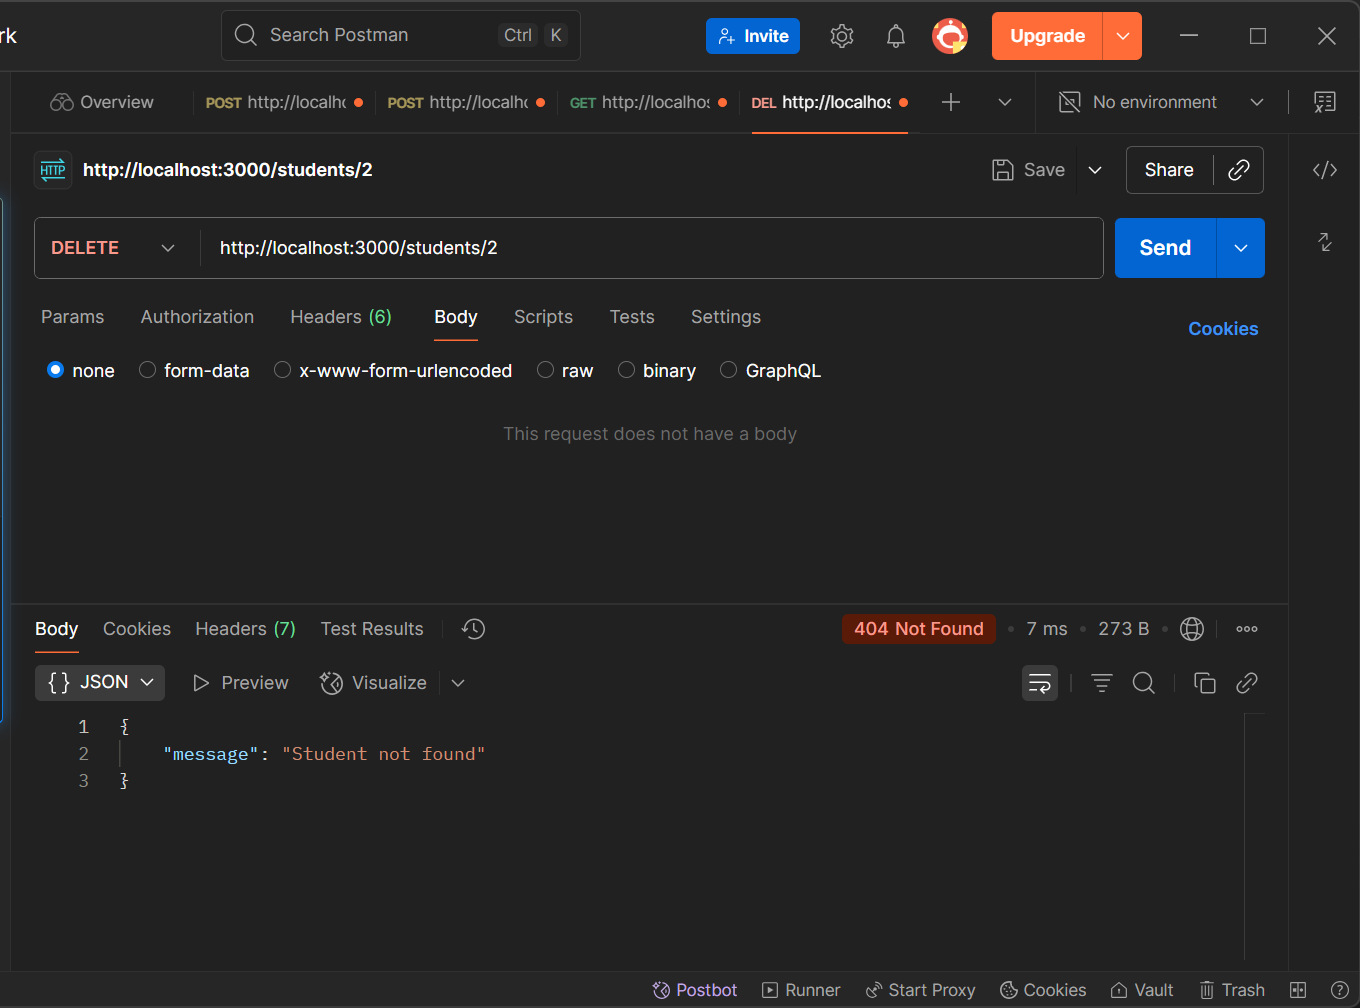 rk
Search Postman Ctrl K Invite Upgrade
Overview POST http://localhc POST http://localhc GET http://localhos DEL http://localhos No environment
HTTP http://localhost:3000/students/2 Save Share
DELETE http://localhost:3000/students/2 Send
Params Authorization Headers (6) Body Scripts Tests Settings Cookies
none form-data x-www-form-urlencoded raw binary GraphQL
This request does not have a body
Body Cookies Headers (7) Test Results 404 Not Found 7 ms 273 B
{} JSON Preview Visualize
1 {
2 "message": "Student not found"
3 }
Postbot Runner Start Proxy Cookies Vault Trash